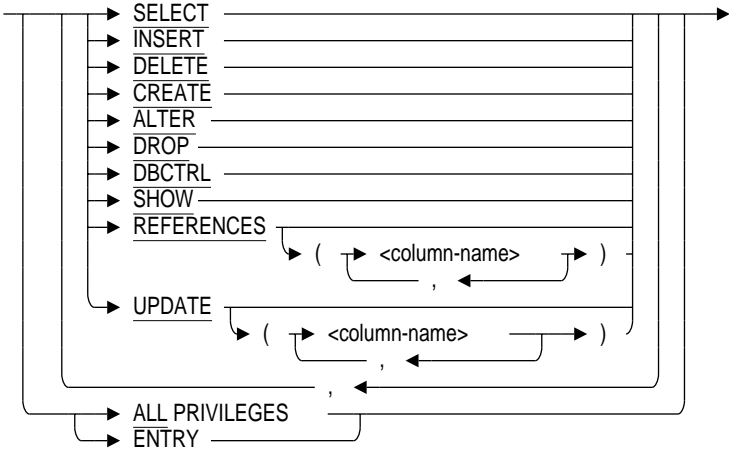 SELECT
INSERT
DELETE
CREATE
ALTER
DROP
DBCTRL
SHOW
REFERENCES
( <column-name> )
,
UPDATE
( <column-name> )
,
,
ALL PRIVILEGES
ENTRY